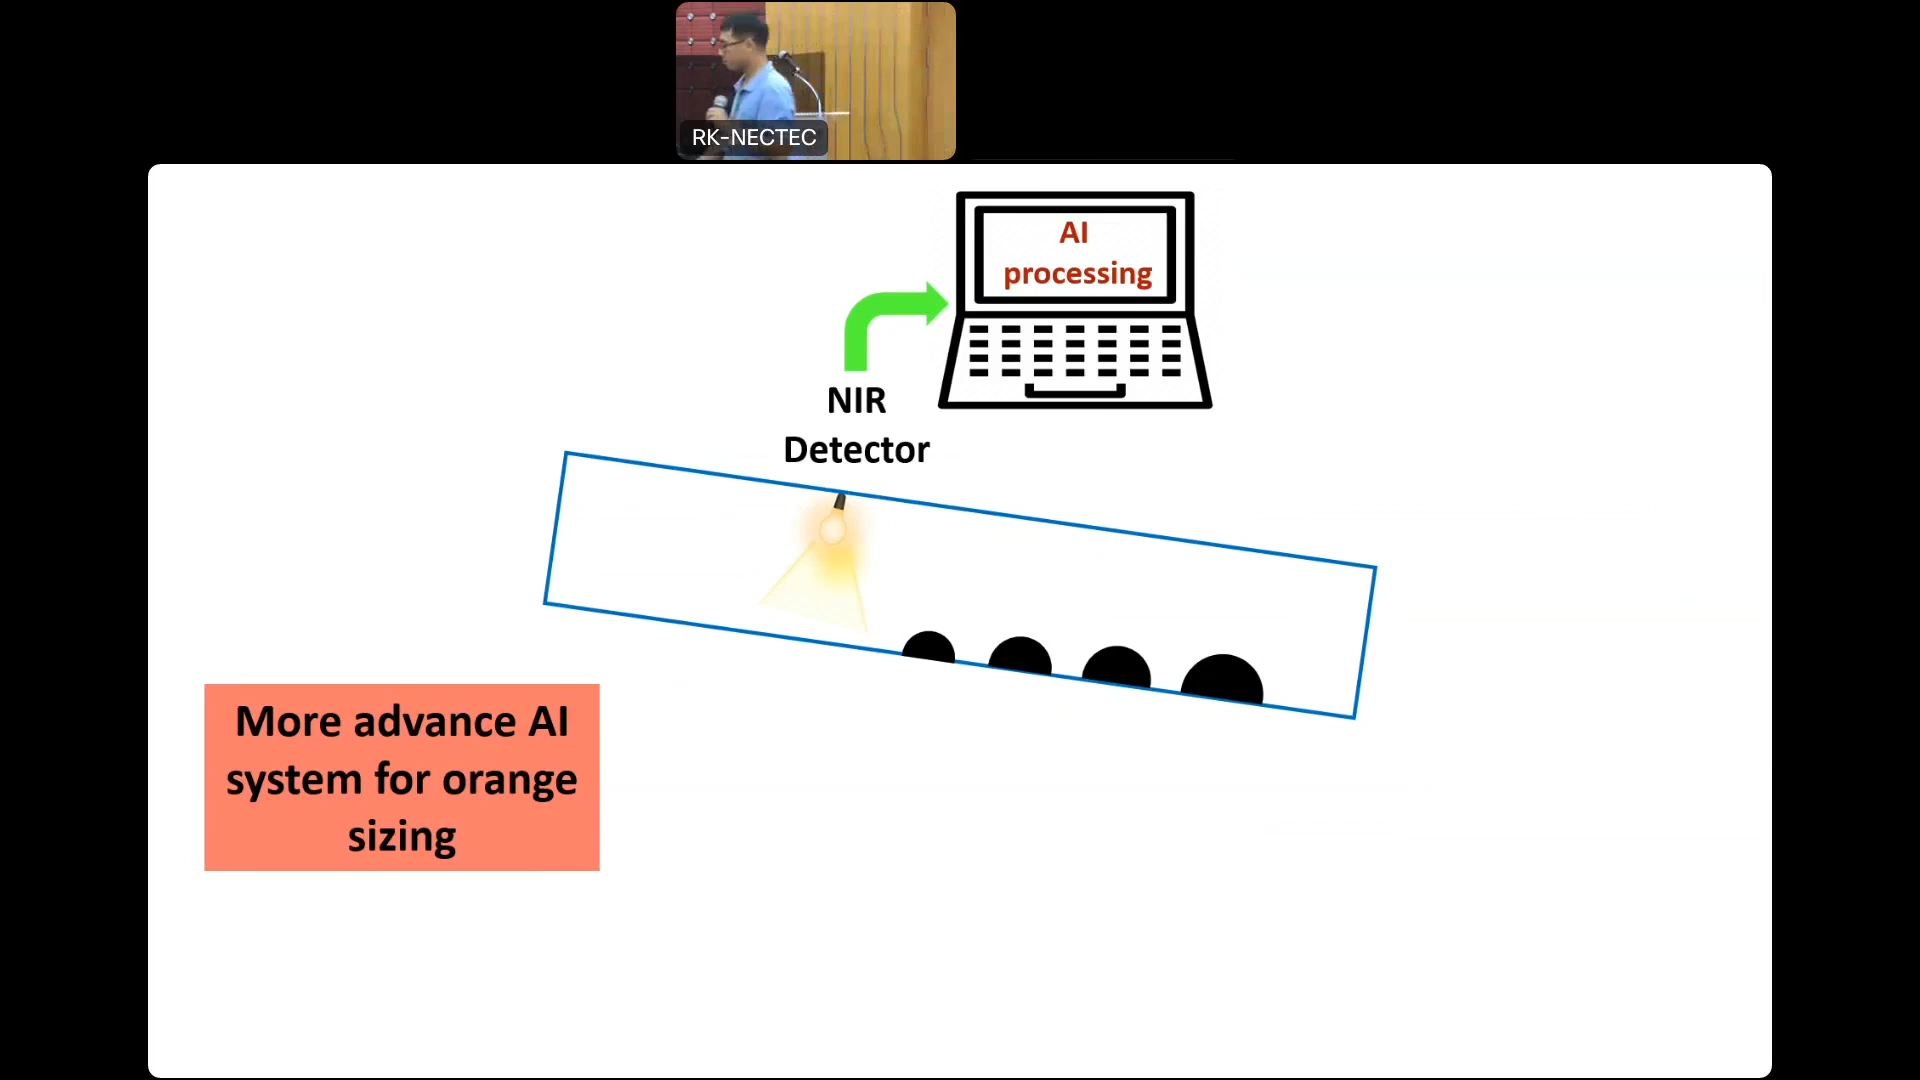 RK-NECTEC
AI
processing
NIR
Detector
More advance AI
system for orange
sizing